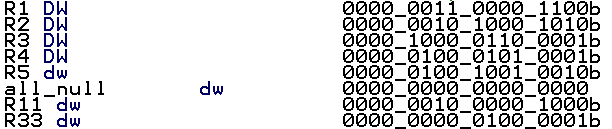 R1 DW 0000_0011_0000_1100b
R2 DW 0000_0010_1000_1010b
R3 DW 0000_1000_0110_0001b
R4 DW 0000_0100_0101_0001b
R5 dw 0000_0100_1001_0010b
all_null dw 0000_0000_0000_0000
R11 dw 0000_0010_0000_1000b
R33 dw 0000_0000_0100_0001b